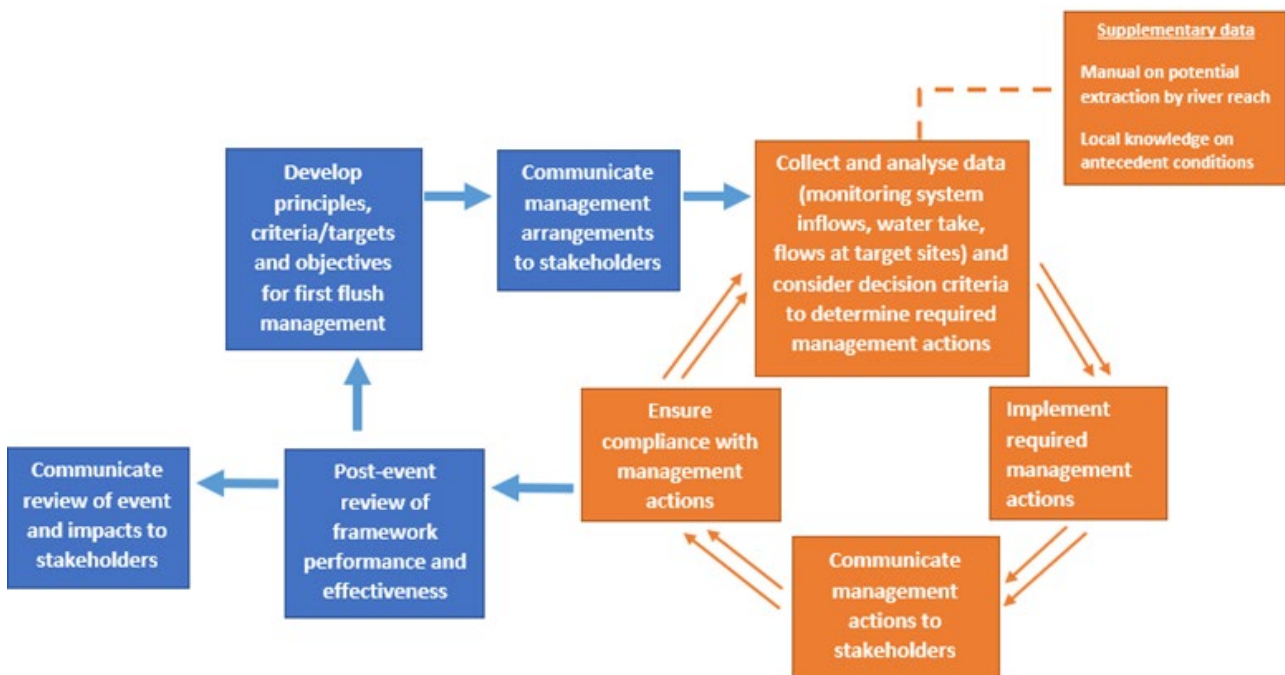 Supplementary data
Manual on potential
extraction by river reach
Local knowledge on
antecedent conditions
Develop
principles,
criteria/targets
and objectives
for first flush
management
Communicate
management
arrangements
to stakeholders
Collect and analyse data
(monitoring system
inflows, water take,
flows at target sites) and
consider decision criteria
to determine required
management actions
Implement
required
management
actions
Communicate
management
actions to
stakeholders
Ensure
compliance with
management
actions
Post-event
review of
framework
performance and
effectiveness
Communicate
review of event
and impacts to
stakeholders